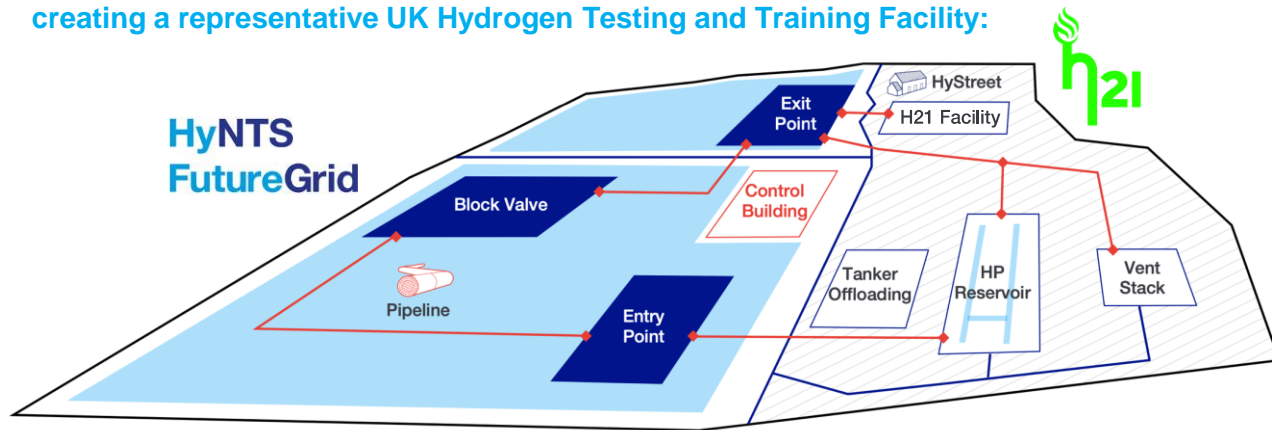 creating a representative UK Hydrogen Testing and Training Facility:
h21
HyStreet
H21 Facility
Exit
Point
HyNTS
FutureGrid
Block Valve
Control
Building
Tanker
Offloading
HP
Reservoir
Vent
Stack
Pipeline
Entry
Point